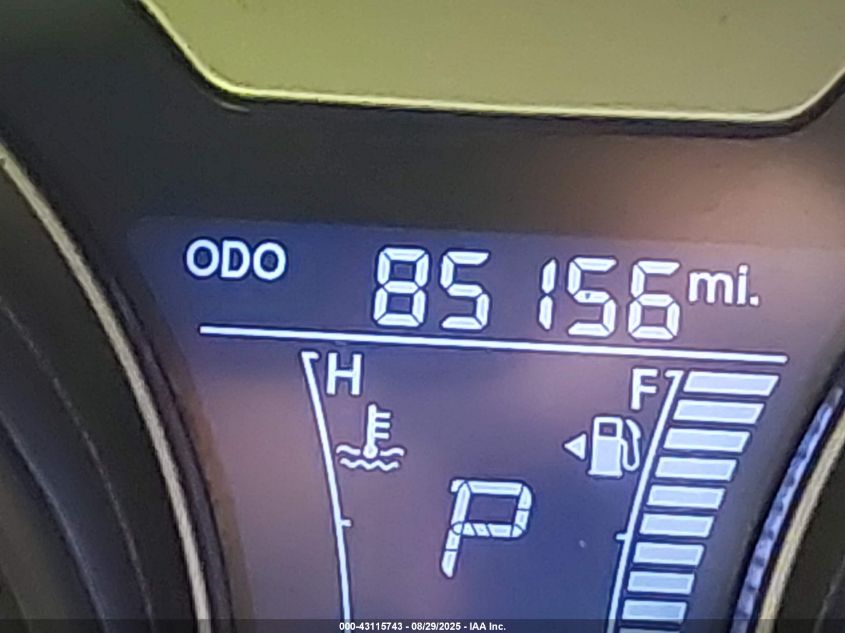 ODO 85156 mi.
H F
P
000-43115743 - 08/29/2025 - IAA Inc.